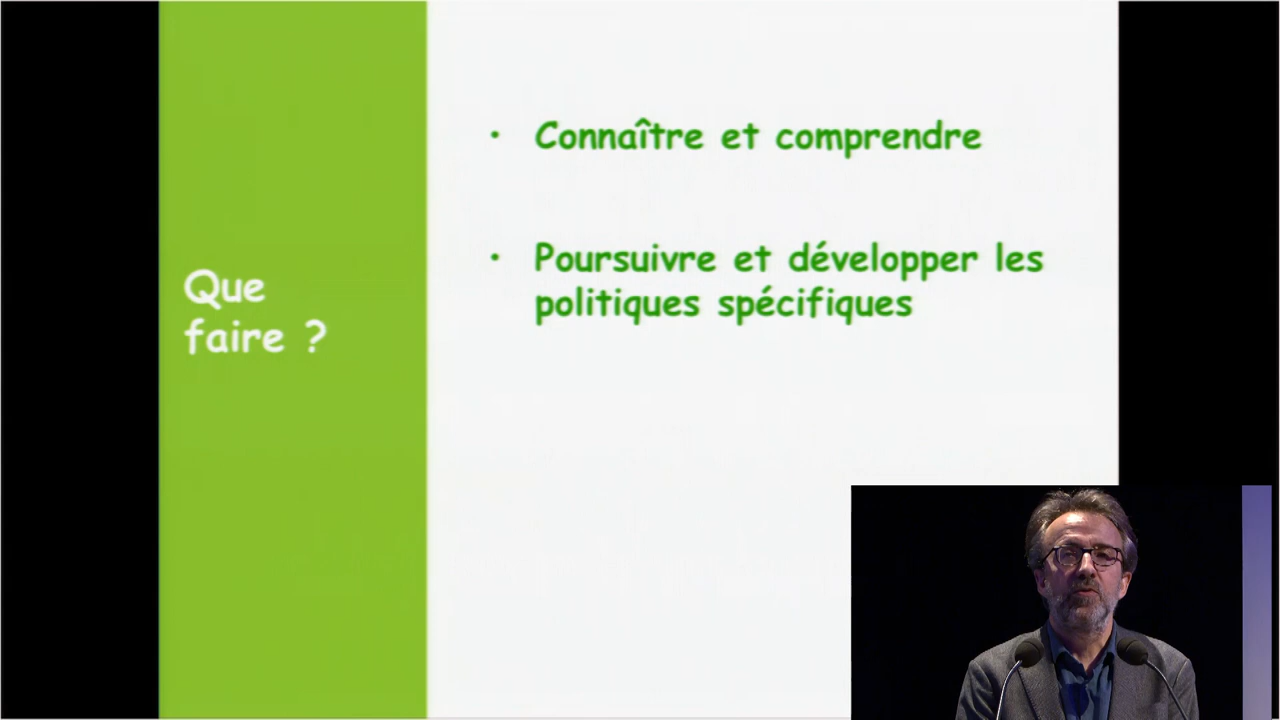 Que
faire ?
• Connaître et comprendre
• Poursuivre et développer les
politiques spécifiques